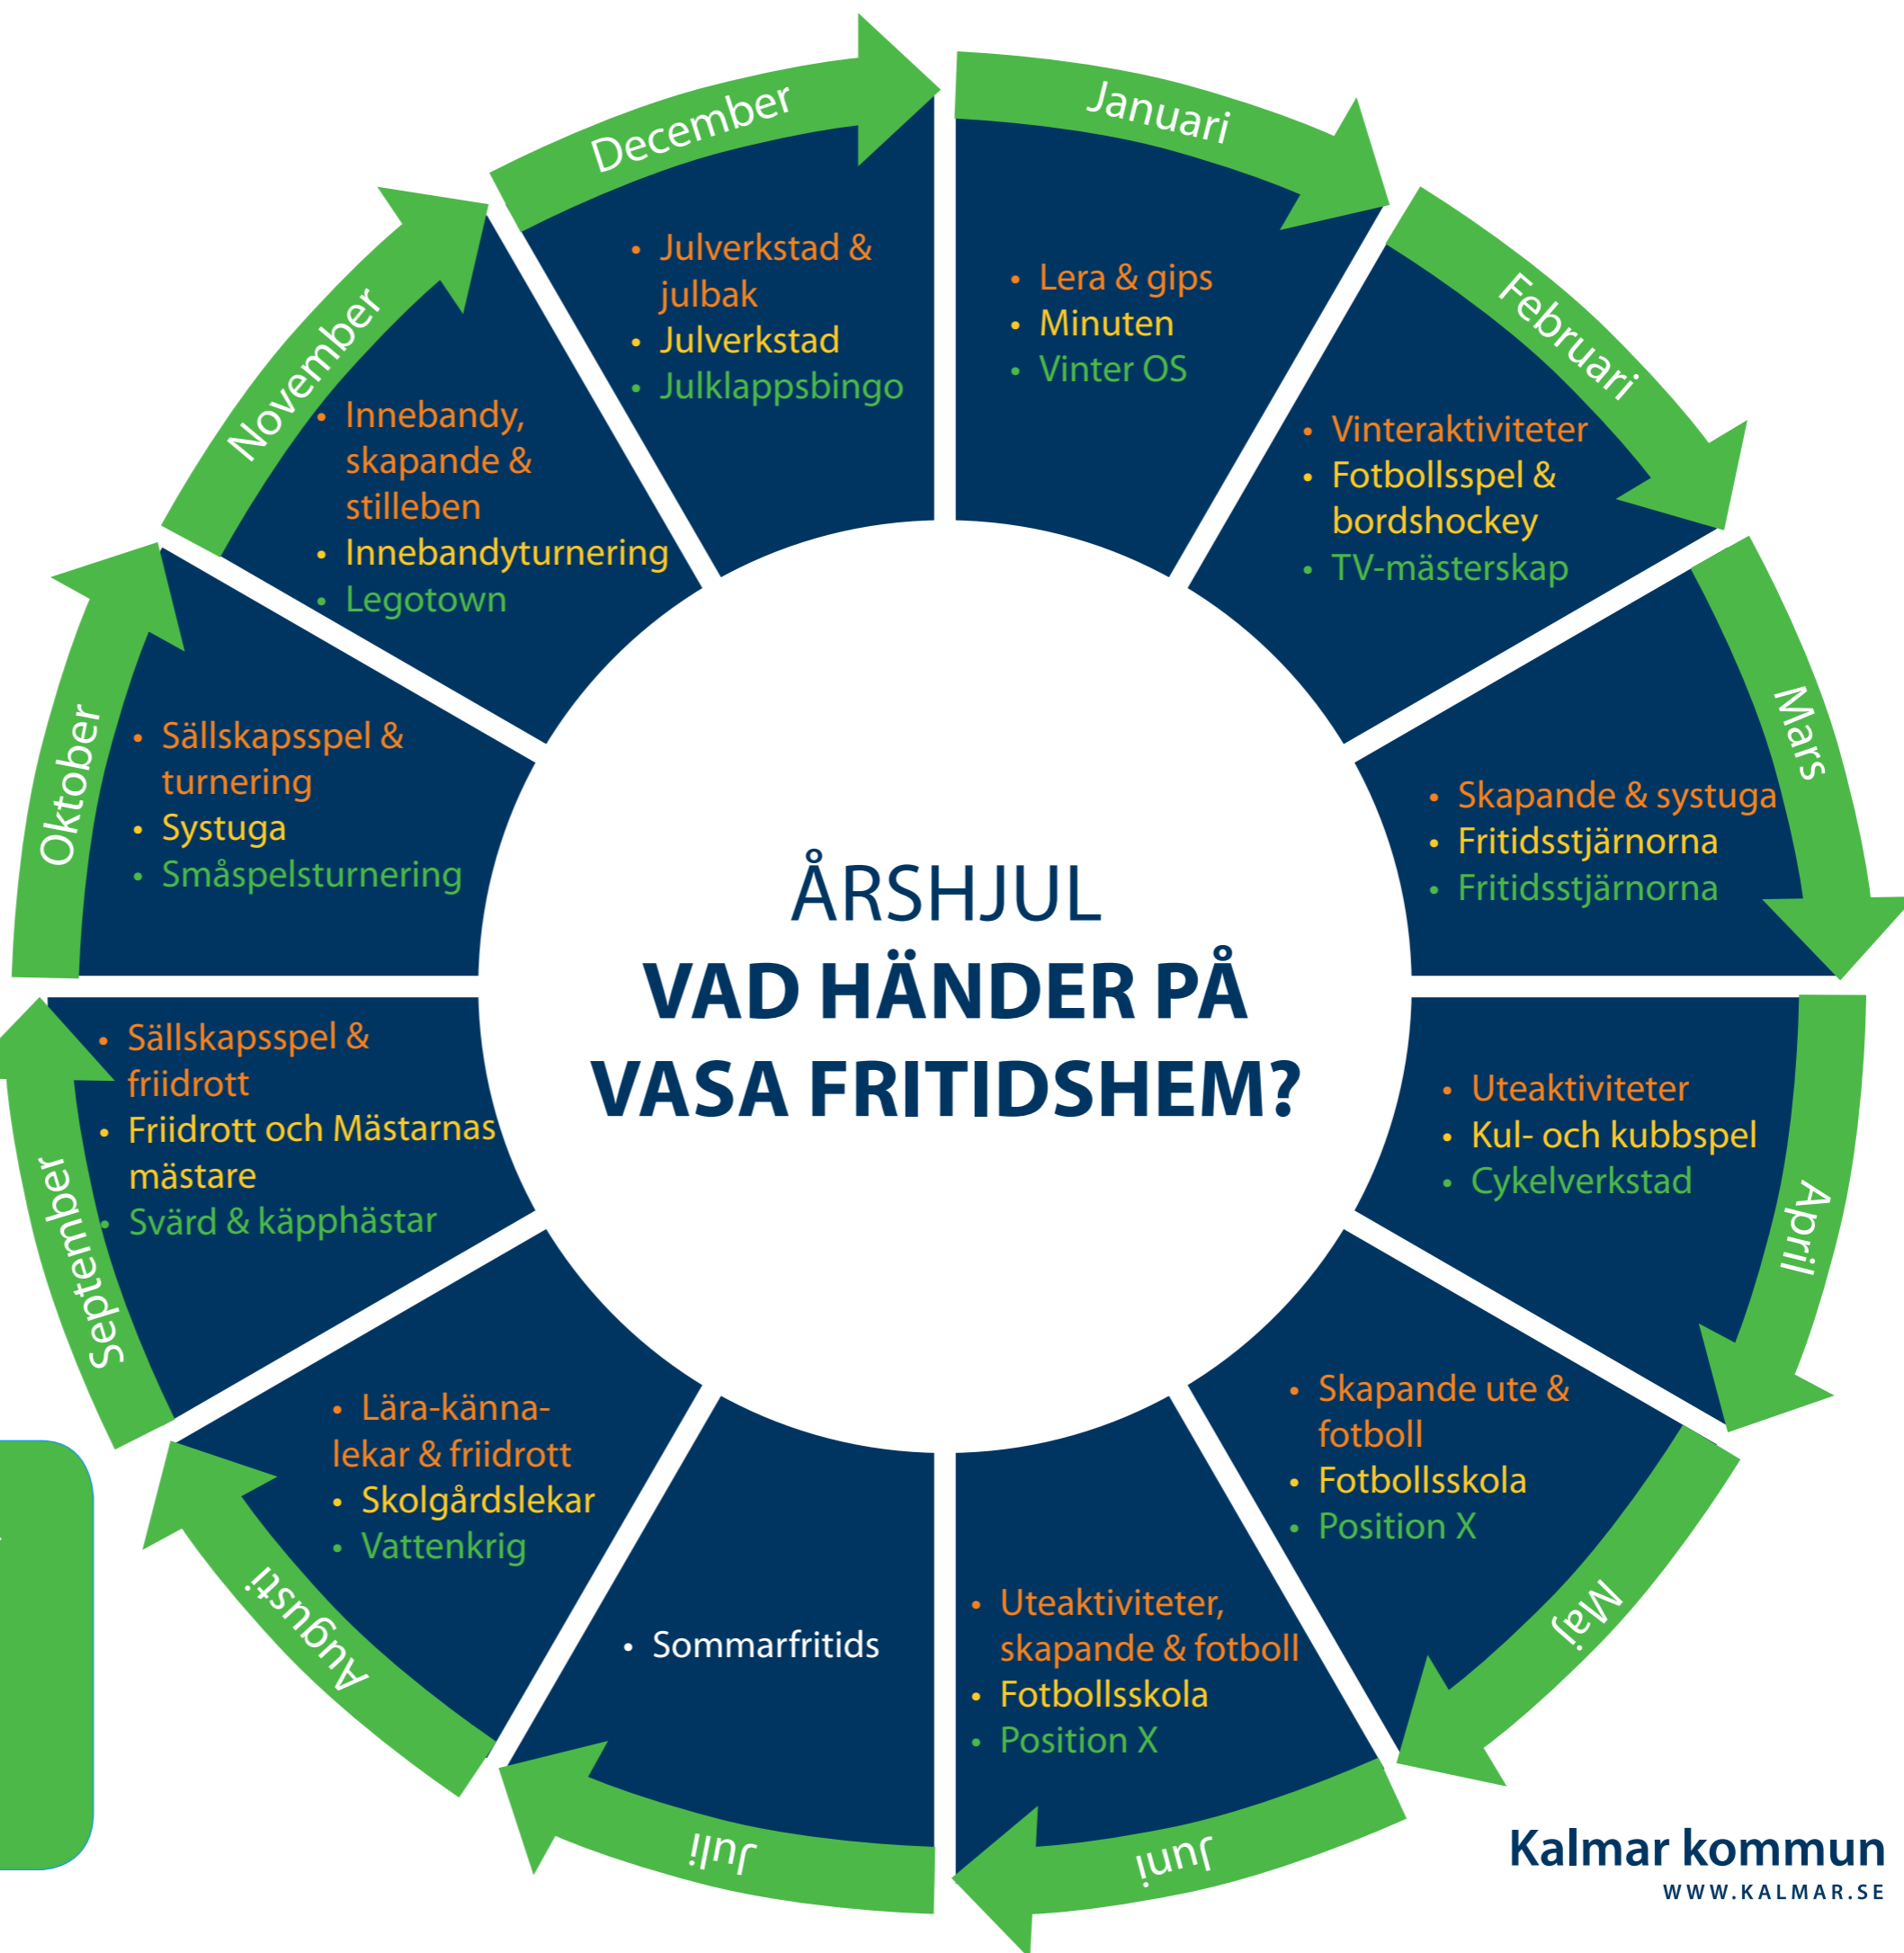 ÅRSHJUL
VAD HÄNDER PÅ
VASA FRITIDSHEM?
Januari
• Lera & gips
• Minuten
• Vinter OS
Februari
• Vinteraktiviteter
• Fotbollsspel &
bordshockey
• TV-mästerskap
Mars
• Skapande & systuga
• Fritidsstjärnorna
• Fritidsstjärnorna
April
• Uteaktiviteter
• Kul- och kubbspel
• Cykelverkstad
Maj
• Skapande ute &
fotboll
• Fotbollsskola
• Position X
Juni
• Uteaktiviteter,
skapande & fotboll
• Fotbollsskola
• Position X
Juli
• Sommarfritids
Augusti
• Lära-känna-
lekar & friidrott
• Skolgårdslekar
• Vattenkrig
September
• Sällskapsspel &
friidrott
• Friidrott och Mästarnas
mästare
• Svärd & käpphästar
Oktober
• Sällskapsspel &
turnering
• Systuga
• Småspelsturnering
November
• Innebandy,
skapande &
stilleben
• Innebandyturnering
• Legotown
December
• Julverkstad &
julbak
• Julverkstad
• Julklappsbingo
Kalmar kommun
WWW.KALMAR.SE